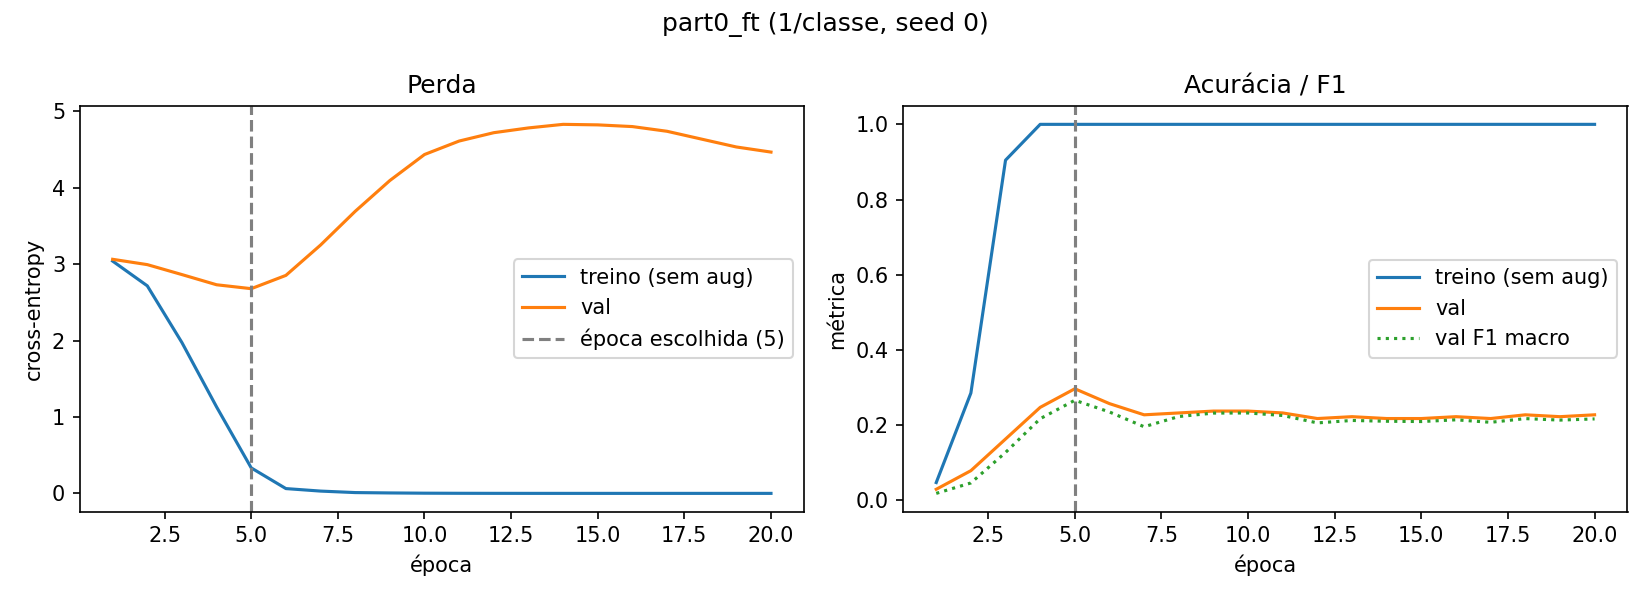 part0_ft (1/classe, seed 0)
Perda
5
4
3
2
1
0
cross-entropy
treino (sem aug)
val
época escolhida (5)
2.5 5.0 7.5 10.0 12.5 15.0 17.5 20.0
época
Acurácia / F1
1.0
0.8
0.6
0.4
0.2
0.0
métrica
treino (sem aug)
val
val F1 macro
2.5 5.0 7.5 10.0 12.5 15.0 17.5 20.0
época